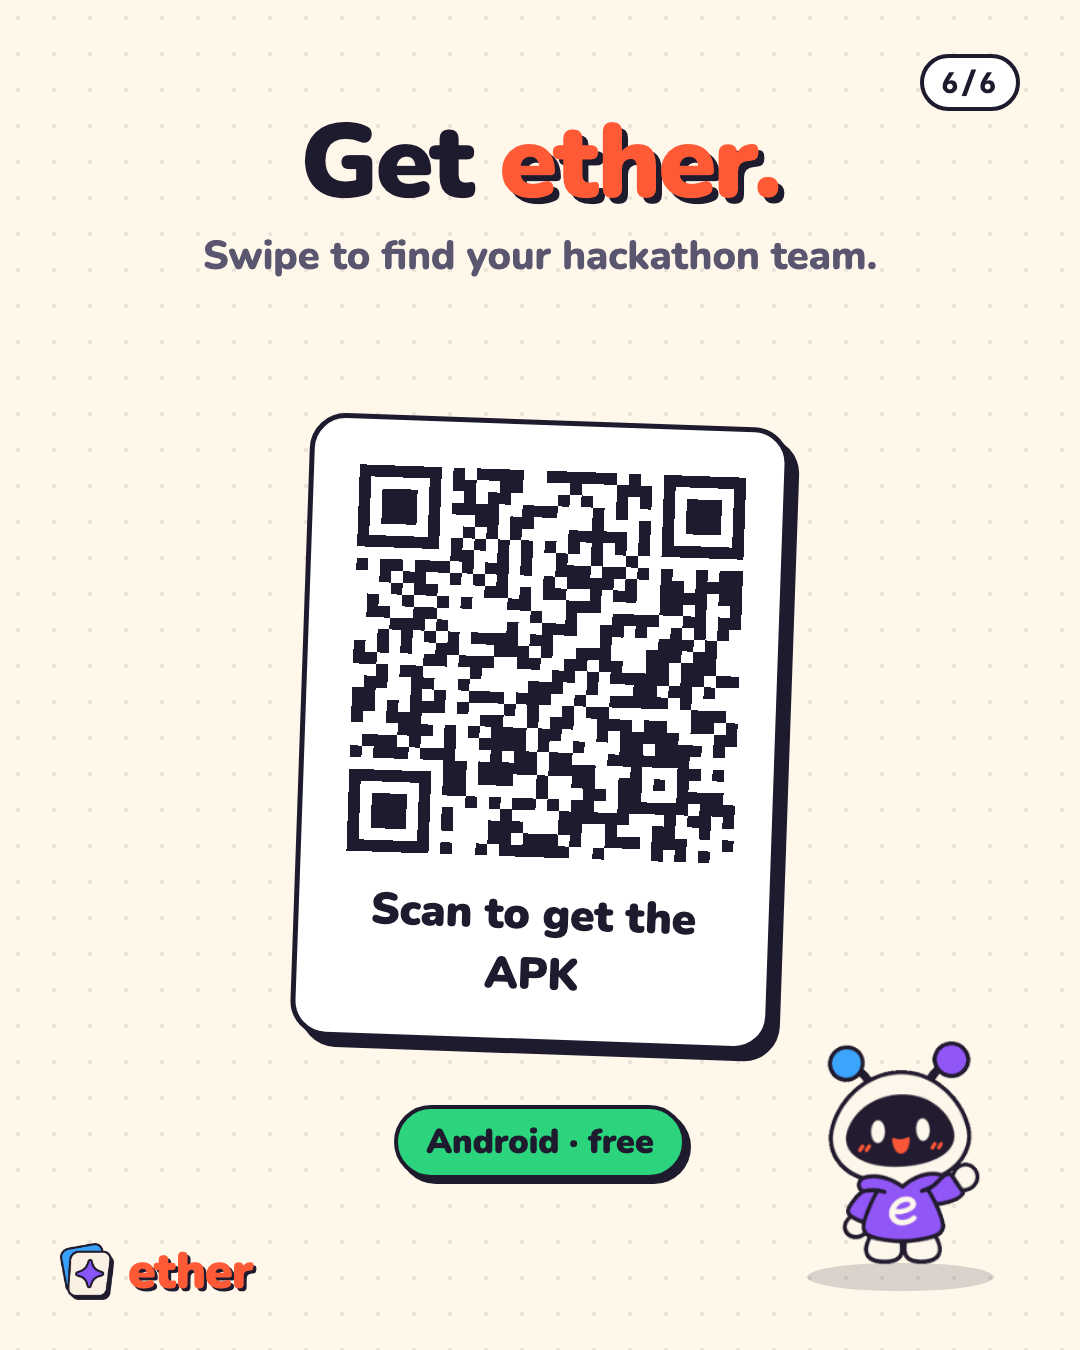 6/6
Get ether.
Swipe to find your hackathon team.
Scan to get the
APK
Android · free
e
ether